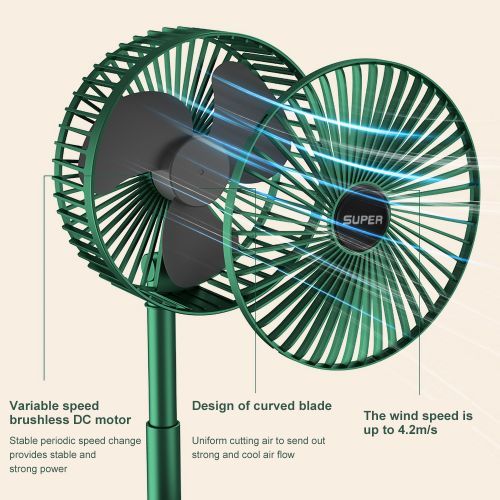 SUPER
Variable speed
brushless DC motor
Stable periodic speed change
provides stable and
strong power
Design of curved blade
Uniform cutting air to send out
strong and cool air flow
The wind speed is
up to 4.2m/s